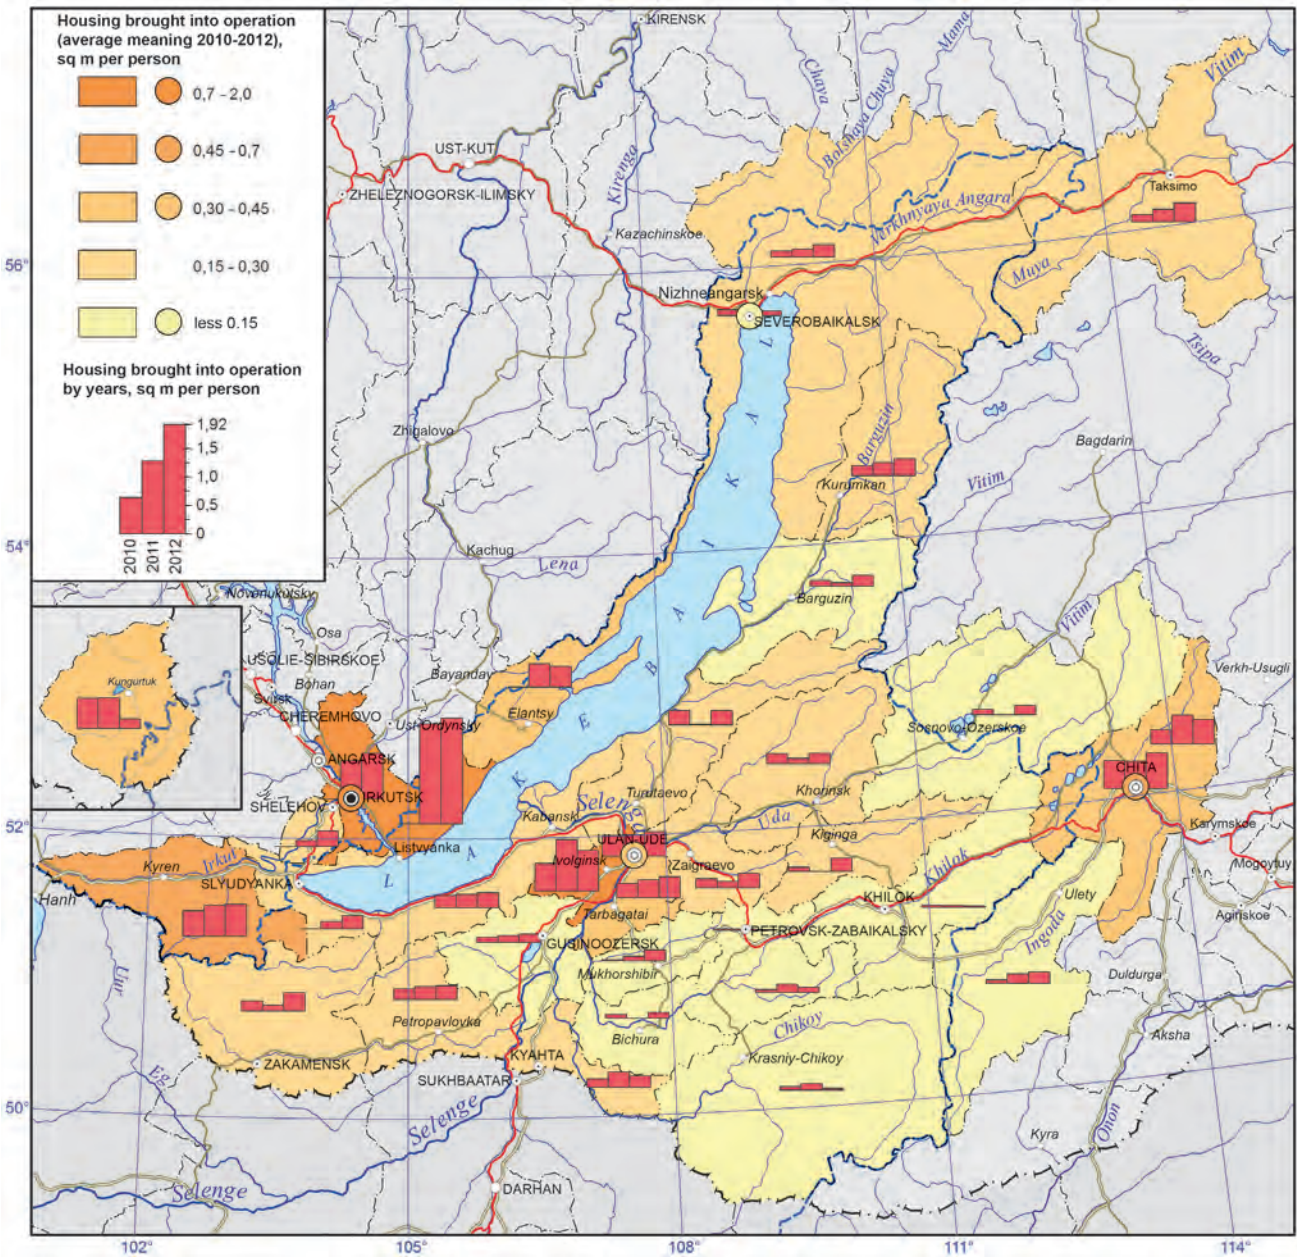 Housing brought into operation
(average meaning 2010-2012),
sq m per person
0,7 – 2,0
0,45 - 0,7
0,30 - 0,45
0,15 - 0,30
less 0.15
Housing brought into operation
by years, sq m per person
1,92
1,5
1,0
0,5
0
2010
2011
2012
KIRENSK
Mama
Chaya
Bolshaya Chuya
Vitim
UST-KUT
Kirenga
ZHELEZNOGORSK-ILIMSKY
Taksimo
Verkhnyaya Angara
Kazachinskoe
56°
Muya
Nizhneangarsk
SEVEROBAIKALSK
Tsipa
Zhigalovo
Barguzin
Bagdarin
Kurumkan
Vitim
54°
Kachug
Lena
Barguzin
Novonukutsky
Osa
Vitim
USOLIE-SIBIRSKOE
Bohan
Svirsk
Bayanday
Verkh-Usugli
Kungurtuk
CHEREMHOVO
Ust-Ordynsky
Elantsy
Sosnovo-Ozerskoe
ANGARSK
CHITA
IRKUTSK
SHELEHOV
Turutaevo
Khorinsk
Selenga
Kabansk
Uda
52°
ULAN-UDE
Kiginga
Karymskoe
Listvyanka
Ivolginsk
Zaigraevo
Khilak
Mogoytuy
Kyren
Irkut
SLYUDYANKA
L A K E
B A I K A L
Hanh
KHILOK
Ulety
Aginskoe
Tarbagatai
PETROVSK-ZABAIKALSKY
Ingoda
GUSINOOZERSK
Uur
Mukhorshibir
Duldurga
Petropavlovka
Chikoy
Bichura
Aksha
ZAKAMENSK
KYAHTA
Krasniy-Chikoy
Eg
SUKHBAATAR
50°
Selenge
Onon
Kyra
Selenge
DARHAN
102°
105°
108°
111°
114°